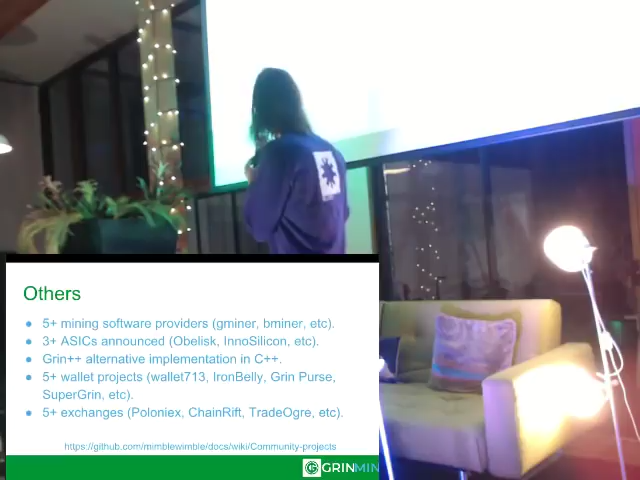 Others
● 5+ mining software providers (gminer, bminer, etc).
● 3+ ASICs announced (Obelisk, InnoSilicon, etc).
● Grin++ alternative implementation in C++.
● 5+ wallet projects (wallet713, IronBelly, Grin Purse,
SuperGrin, etc).
● 5+ exchanges (Poloniex, ChainRift, TradeOgre, etc).
https://github.com/mimblewimble/docs/wiki/Community-projects
GRINMIN